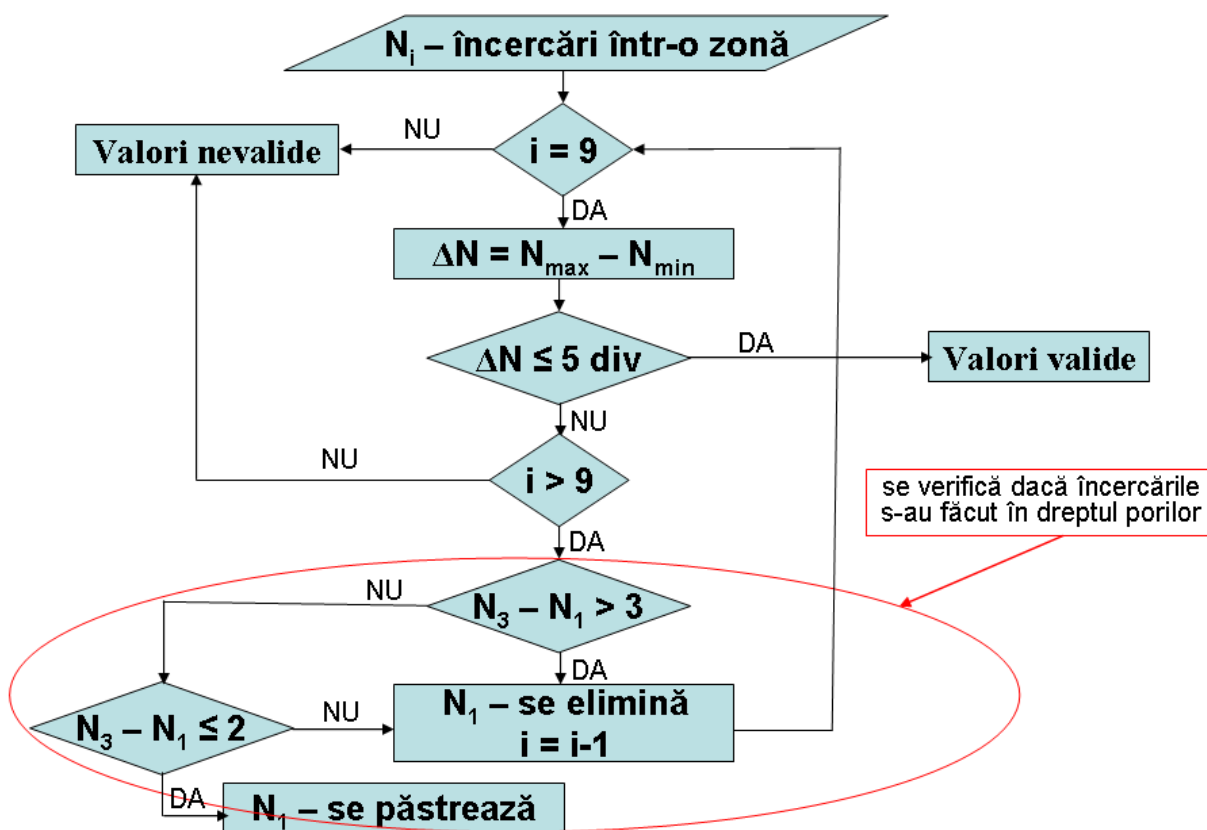 Nᵢ – încercări într-o zonă
NU
Valori nevalide
i = 9
DA
ΔN = Nmax – Nmin
ΔN ≤ 5 div
DA
Valori valide
NU
NU
i > 9
se verifică dacă încercările
s-au făcut în dreptul porilor
DA
NU
N₃ – N₁ > 3
DA
N₃ – N₁ ≤ 2
NU
N₁ – se elimină
i = i-1
DA
N₁ – se păstrează